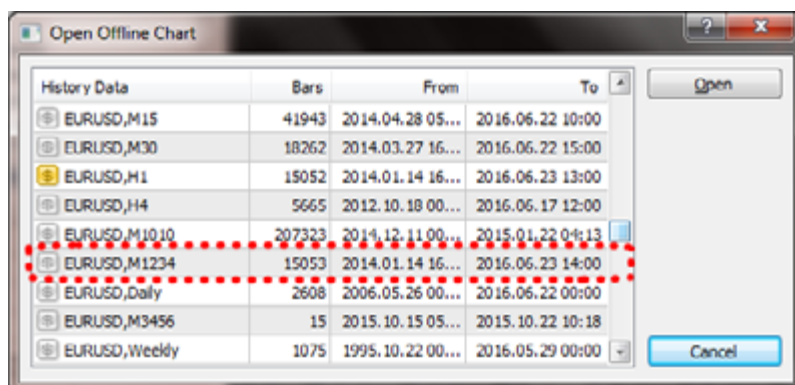 Open Offline Chart
History Data Bars From To
EURUSD,M15 41943 2014.04.28 05... 2016.06.22 10:00
EURUSD,M30 18262 2014.03.27 16... 2016.06.22 15:00
EURUSD,H1 15052 2014.01.14 16... 2016.06.23 13:00
EURUSD,H4 5665 2012.10.18 00... 2016.06.17 12:00
EURUSD,M1010 207323 2014.12.11 00... 2015.01.22 04:13
EURUSD,M1234 15053 2014.01.14 16... 2016.06.23 14:00
EURUSD,Daily 2608 2006.05.26 00... 2016.06.22 00:00
EURUSD,M3456 15 2015.10.15 05... 2015.10.22 10:18
EURUSD,Weekly 1075 1995.10.22 00... 2016.05.29 00:00
Open
Cancel